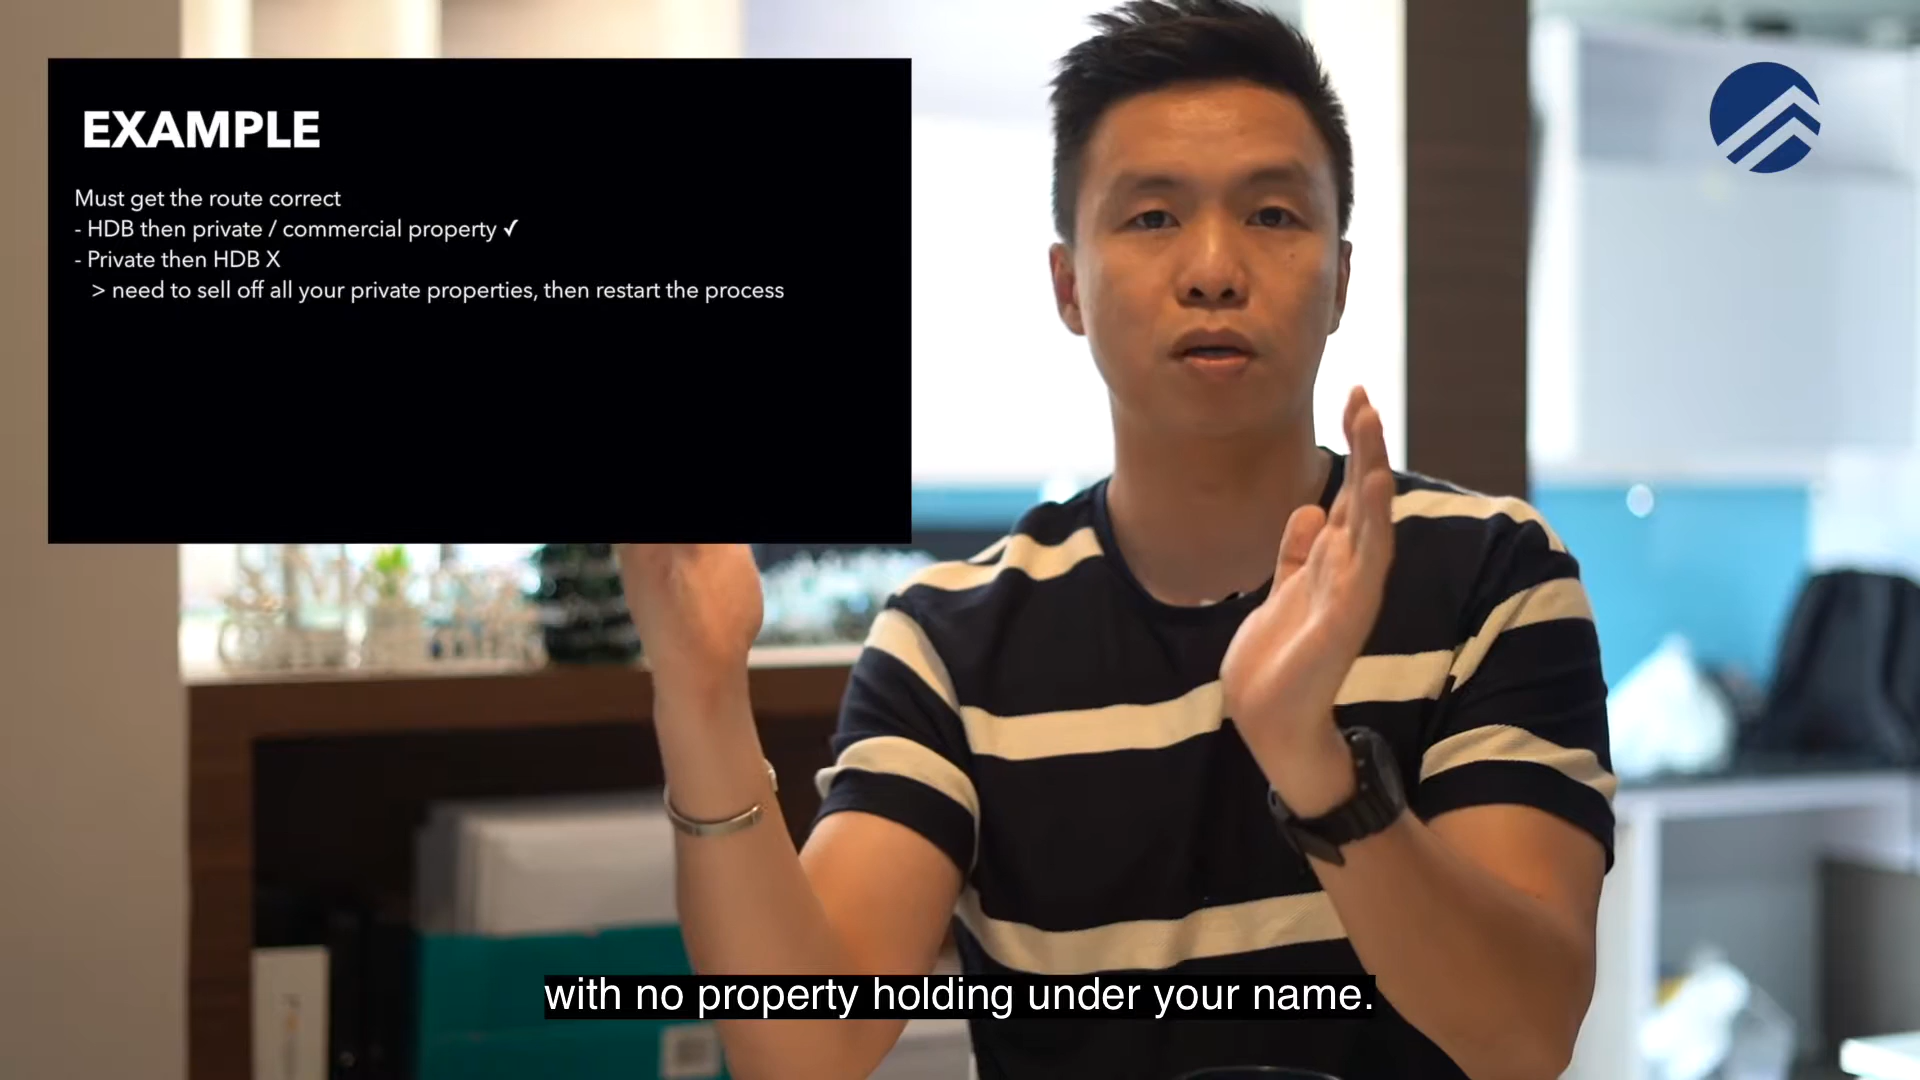 EXAMPLE
Must get the route correct
- HDB then private / commercial property ✓
- Private then HDB X
> need to sell off all your private properties, then restart the process
with no property holding under your name.